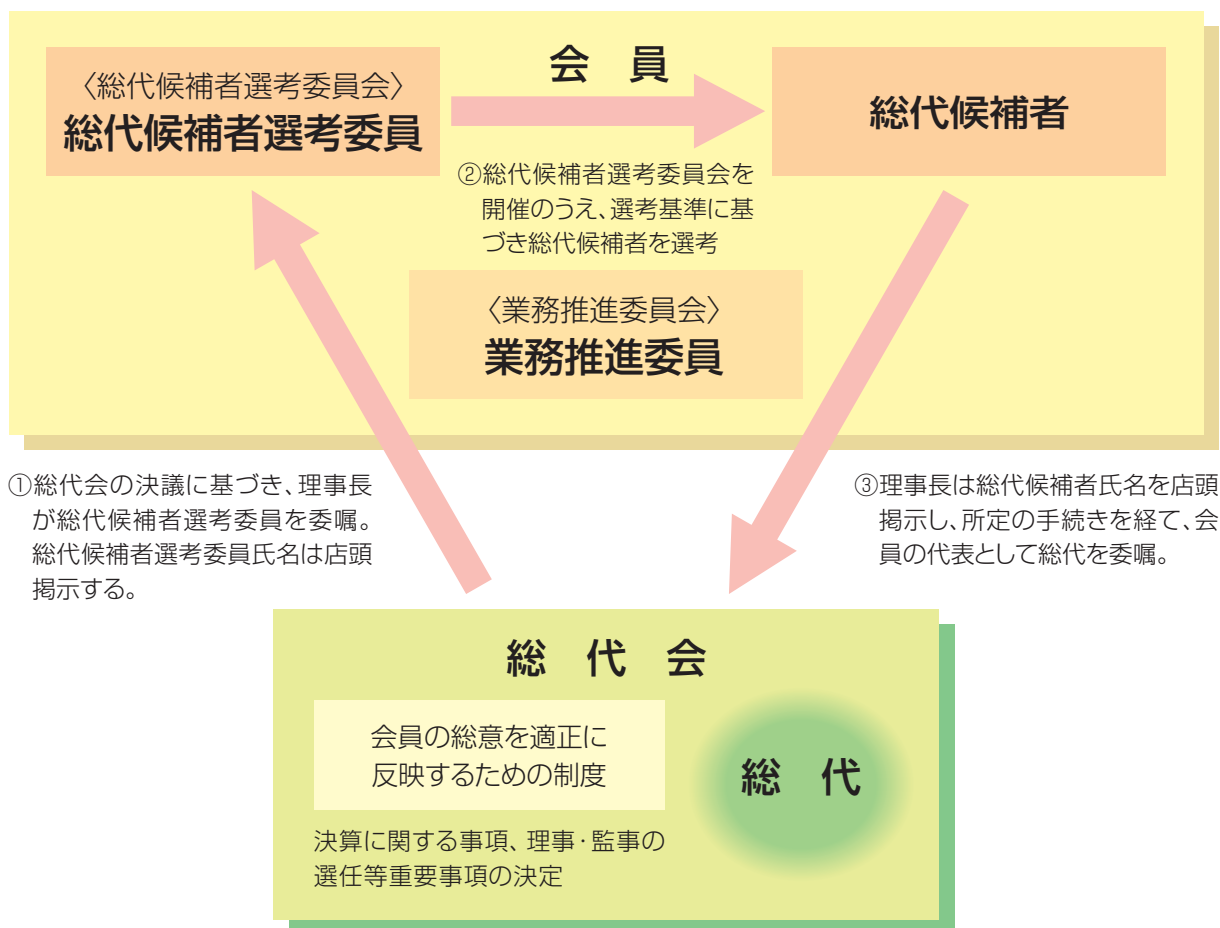 会員
〈総代候補者選考委員会〉
総代候補者選考委員
総代候補者
②総代候補者選考委員会を
開催のうえ、選考基準に基
づき総代候補者を選考
〈業務推進委員会〉
業務推進委員
①総代会の決議に基づき、理事長
が総代候補者選考委員を委嘱。
総代候補者選考委員氏名は店頭
掲示する。
③理事長は総代候補者氏名を店頭
掲示し、所定の手続きを経て、会
員の代表として総代を委嘱。
総代会
会員の総意を適正に
反映するための制度
総代
決算に関する事項、理事・監事の
選任等重要事項の決定